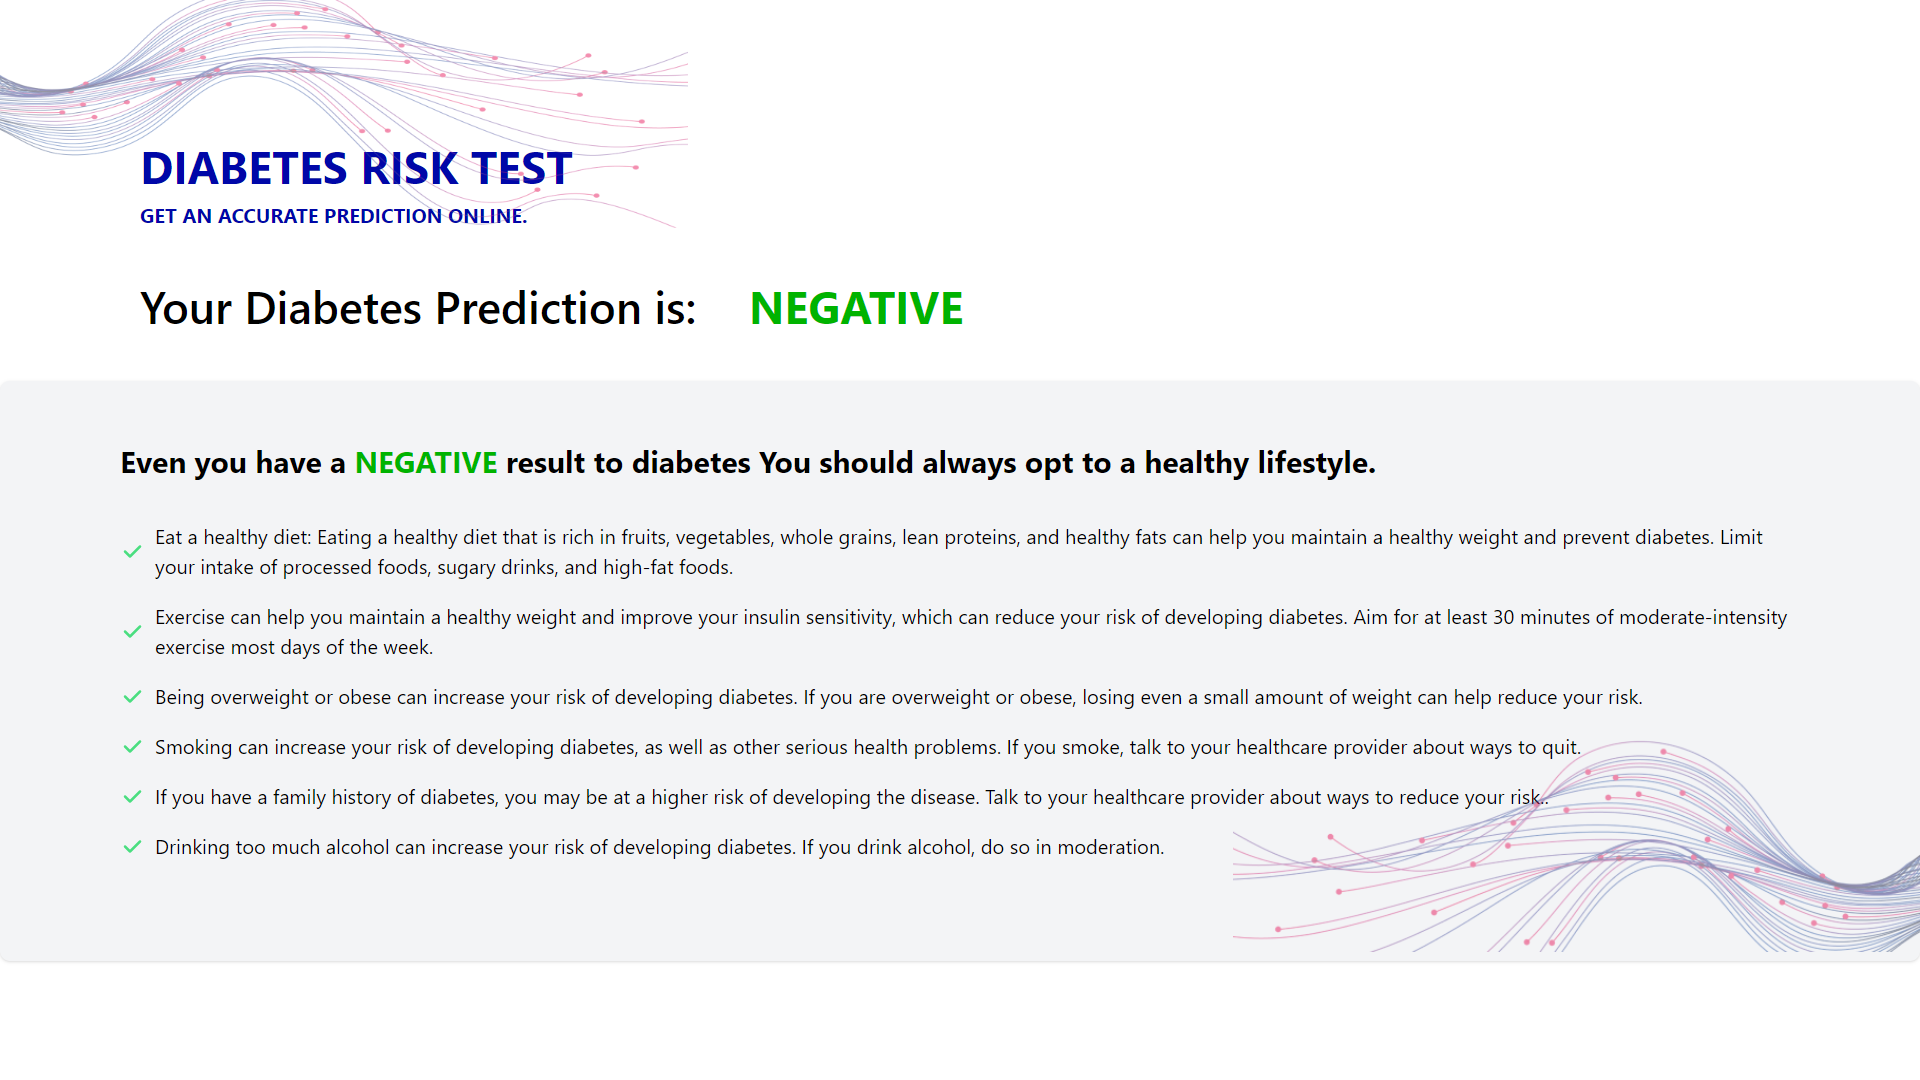 DIABETES RISK TEST
GET AN ACCURATE PREDICTION ONLINE.
Your Diabetes Prediction is: NEGATIVE
Even you have a NEGATIVE result to diabetes You should always opt to a healthy lifestyle.
Eat a healthy diet: Eating a healthy diet that is rich in fruits, vegetables, whole grains, lean proteins, and healthy fats can help you maintain a healthy weight and prevent diabetes. Limit
your intake of processed foods, sugary drinks, and high-fat foods.
Exercise can help you maintain a healthy weight and improve your insulin sensitivity, which can reduce your risk of developing diabetes. Aim for at least 30 minutes of moderate-intensity
exercise most days of the week.
Being overweight or obese can increase your risk of developing diabetes. If you are overweight or obese, losing even a small amount of weight can help reduce your risk.
Smoking can increase your risk of developing diabetes, as well as other serious health problems. If you smoke, talk to your healthcare provider about ways to quit.
If you have a family history of diabetes, you may be at a higher risk of developing the disease. Talk to your healthcare provider about ways to reduce your risk..
Drinking too much alcohol can increase your risk of developing diabetes. If you drink alcohol, do so in moderation.